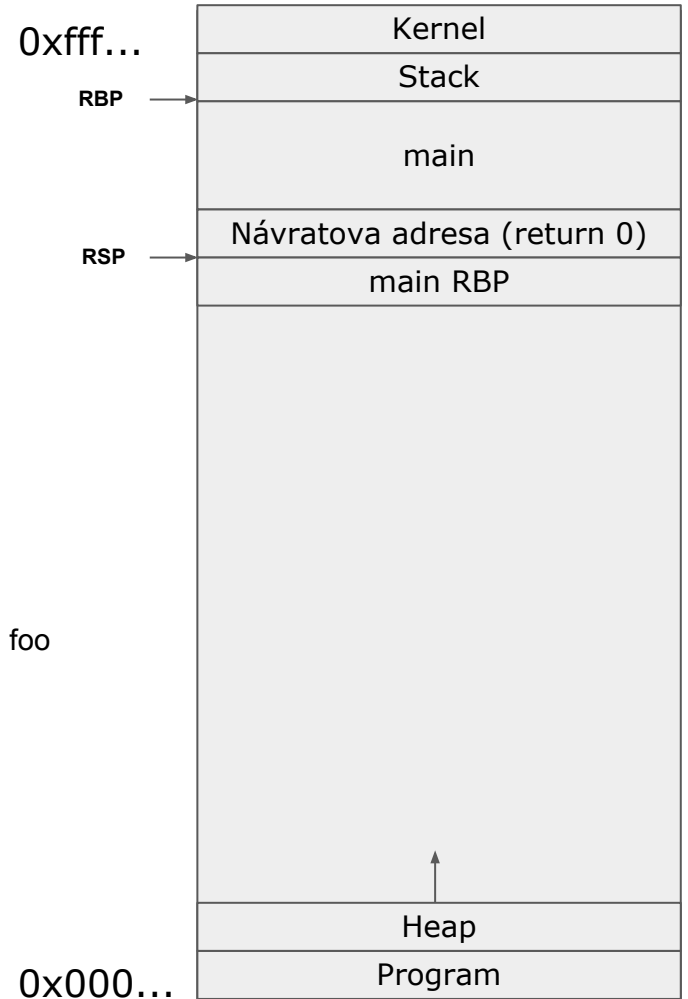 0xfff...
Kernel
Stack
RBP
main
Návratova adresa (return 0)
RSP
main RBP
foo
Heap
0x000...
Program